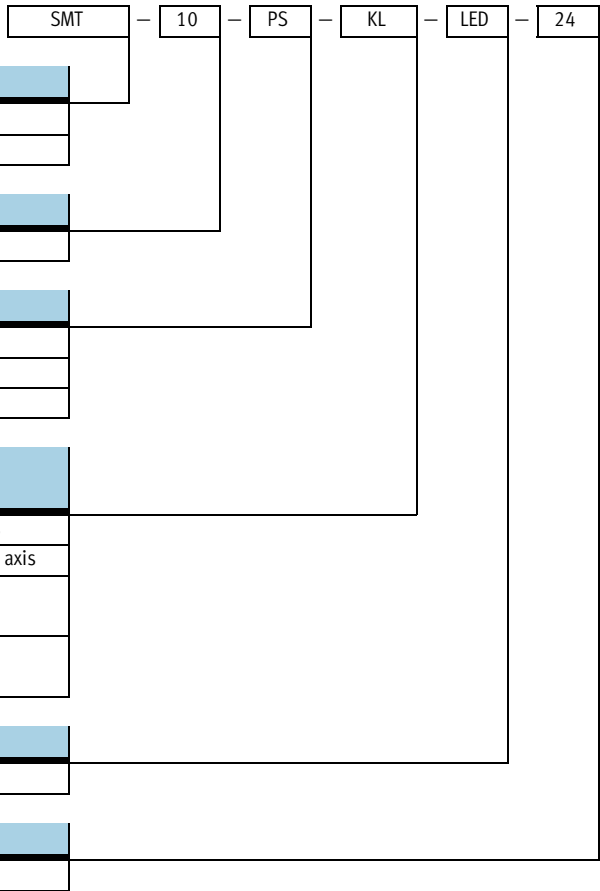 SMT – 10 – PS – KL – LED – 24
axis